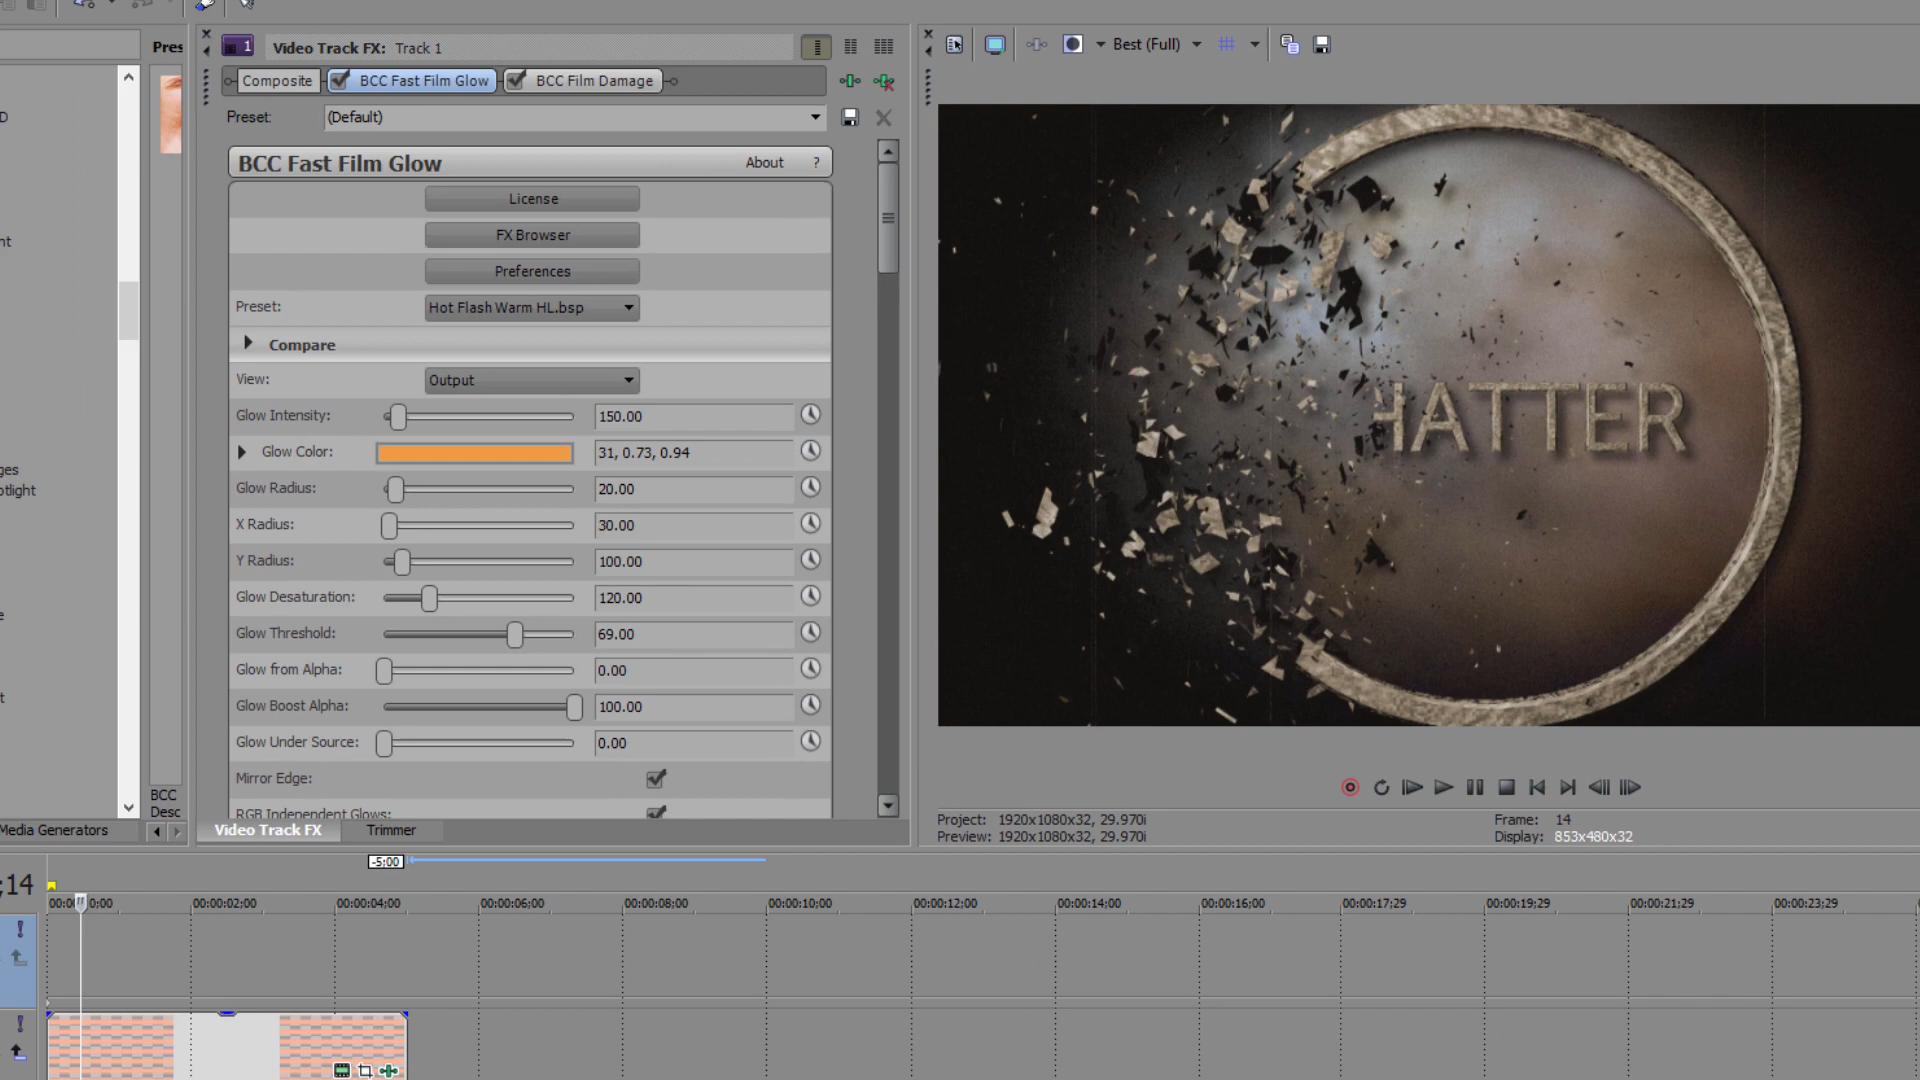 Pres
1
Video Track FX: Track 1
Best (Full)
Composite
BCC Fast Film Glow
BCC Film Damage
Preset:
(Default)
BCC Fast Film Glow
About
?
License
FX Browser
Preferences
Preset:
Hot Flash Warm HL.bsp
Compare
View:
Output
Glow Intensity:
150.00
Glow Color:
31, 0.73, 0.94
Glow Radius:
20.00
X Radius:
30.00
Y Radius:
100.00
Glow Desaturation:
120.00
Glow Threshold:
69.00
Glow from Alpha:
0.00
Glow Boost Alpha:
100.00
Glow Under Source:
0.00
Mirror Edge:
RGB Independent Glows:
D
nt
ges
otlight
e
t
BCC
Desc
Media Generators
Video Track FX
Trimmer
HATTER
Project: 1920x1080x32, 29.970i
Preview: 1920x1080x32, 29.970i
Frame: 14
Display: 853x480x32
-5:00
;14
00:00:02;00
00:00:04;00
00:00:06;00
00:00:08;00
00:00:10;00
00:00:12;00
00:00:14;00
00:00:16;00
00:00:17;29
00:00:19;29
00:00:21;29
00:00:23;29